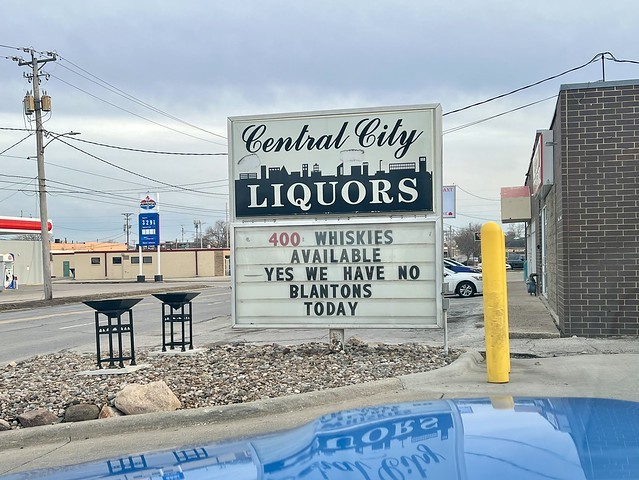 Central City
LIQUORS
400 WHISKIES
AVAILABLE
YES WE HAVE NO
BLANTONS
TODAY